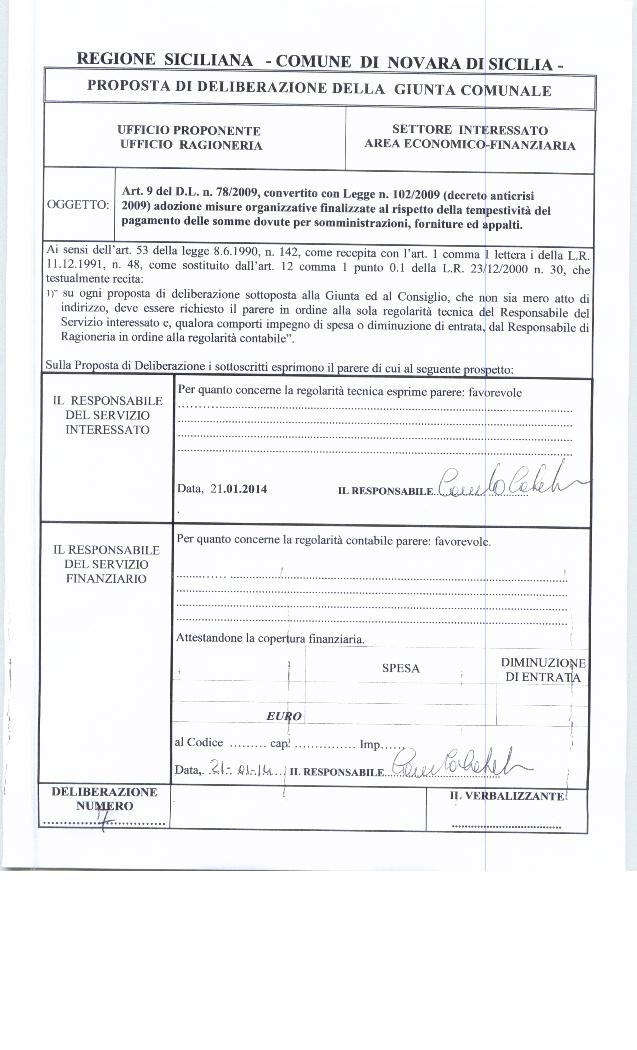 REGIONE SICILIANA - COMUNE DI NOVARA DI SICILIA -
PROPOSTA DI DELIBERAZIONE DELLA GIUNTA COMUNALE
UFFICIO PROPONENTE
UFFICIO RAGIONERIA
SETTORE INTERESSATO
AREA ECONOMICO-FINANZIARIA
OGGETTO:
Art. 9 del D.L. n. 78/2009, convertito con Legge n. 102/2009 (decreto anticrisi
2009) adozione misure organizzative finalizzate al rispetto della tempestività del
pagamento delle somme dovute per somministrazioni, forniture ed appalti.
Ai sensi dell'art. 53 della legge 8.6.1990, n. 142, come recepita con l'art. 1 comma 1 lettera i della L.R.
11.12.1991, n. 48, come sostituito dall'art. 12 comma 1 punto 0.1 della L.R. 23/12/2000 n. 30, che
testualmente recita:
1)" su ogni proposta di deliberazione sottoposta alla Giunta ed al Consiglio, che non sia mero atto di
indirizzo, deve essere richiesto il parere in ordine alla sola regolarità tecnica del Responsabile del
Servizio interessato e, qualora comporti impegno di spesa o diminuzione di entrata, dal Responsabile di
Ragioneria in ordine alla regolarità contabile".
Sulla Proposta di Deliberazione i sottoscritti esprimono il parere di cui al seguente prospetto:
IL RESPONSABILE
DEL SERVIZIO
INTERESSATO
Per quanto concerne la regolarità tecnica esprime parere: favorevole
Data, 21.01.2014 IL RESPONSABILE
IL RESPONSABILE
DEL SERVIZIO
FINANZIARIO
Per quanto concerne la regolarità contabile parere: favorevole.
Attestandone la copertura finanziaria.
SPESA
DIMINUZIONE
DI ENTRATA
EURO
al Codice ......... cap. .............. Imp......
Data,. 21-01-14 IL RESPONSABILE
DELIBERAZIONE
NUMERO
IL VERBALIZZANTE